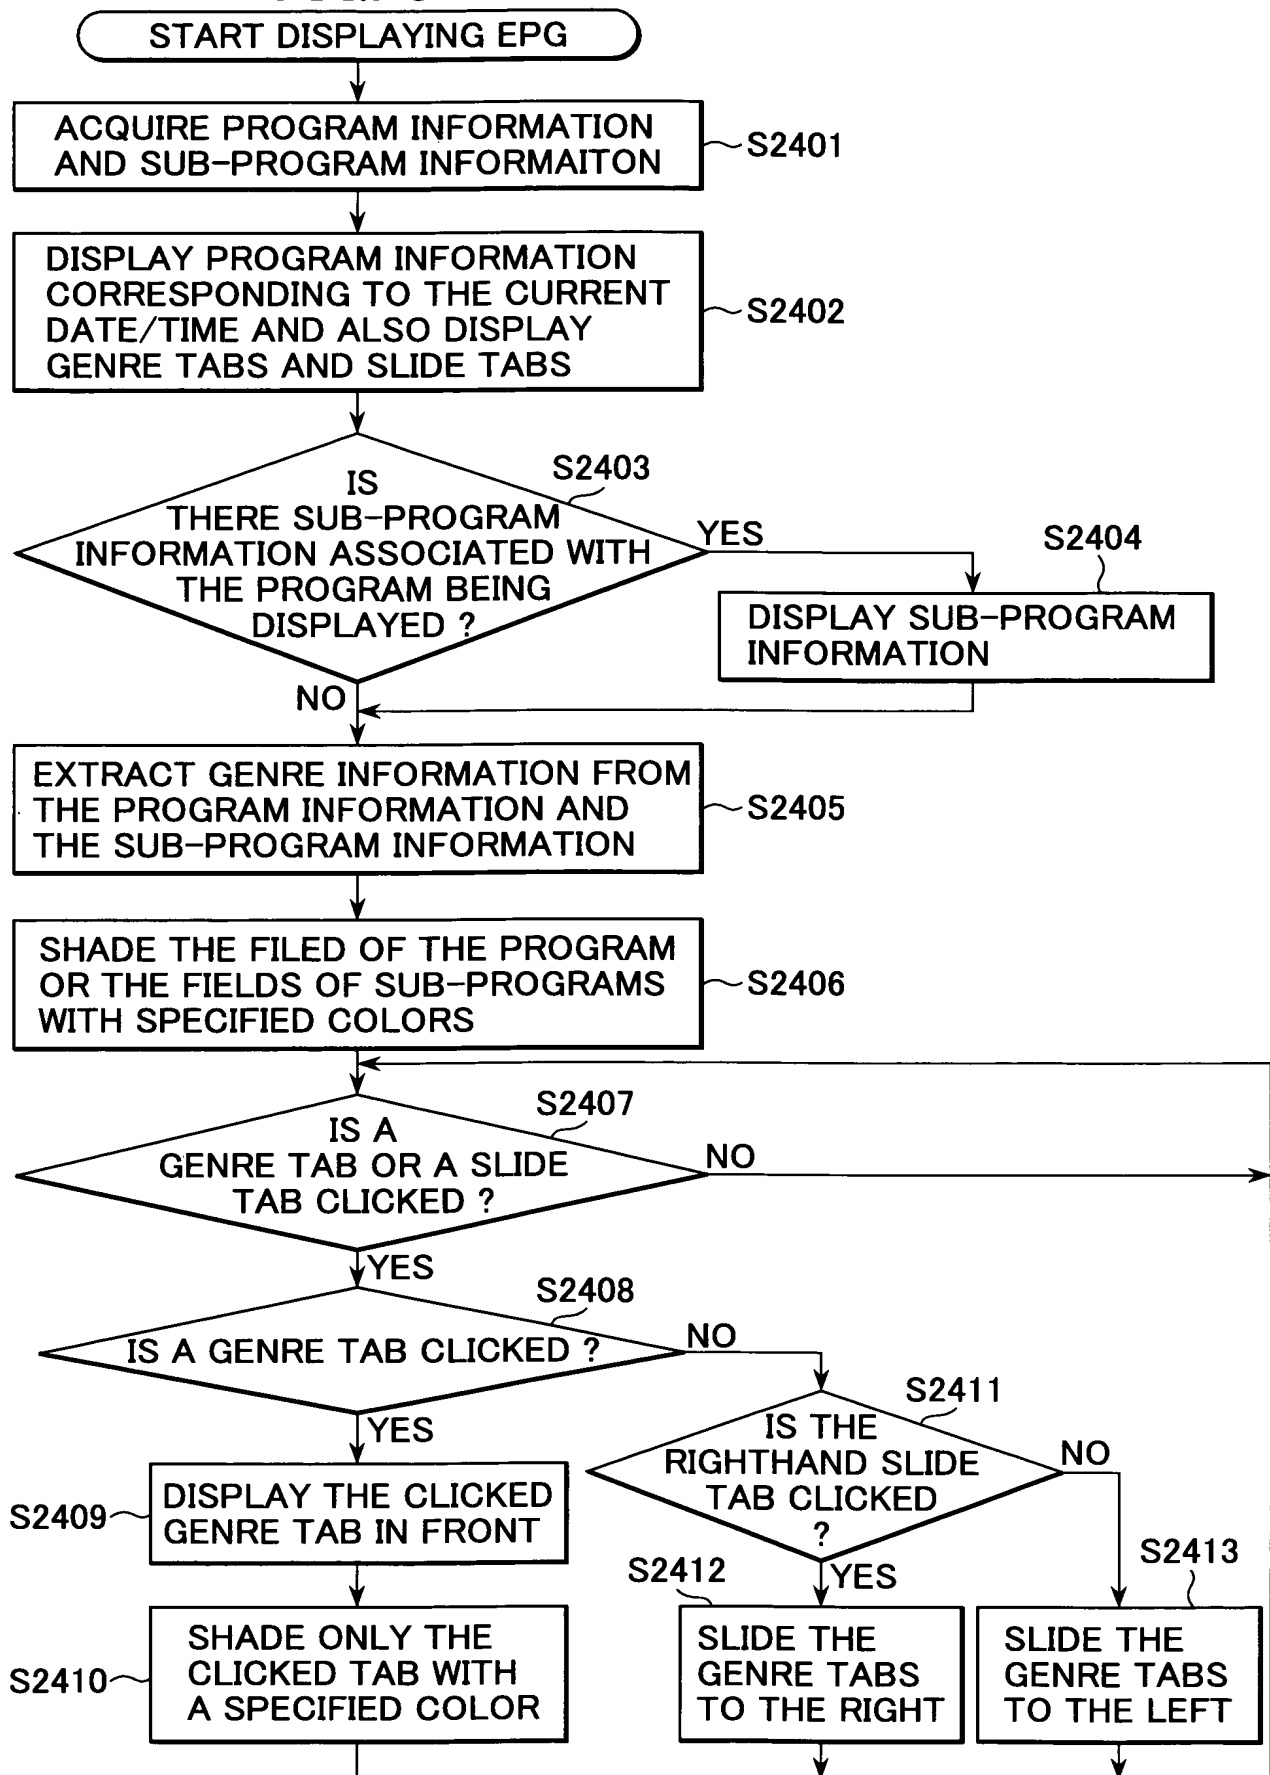 START DISPLAYING EPG
ACQUIRE PROGRAM INFORMATION
AND SUB-PROGRAM INFORMAITON
S2401
DISPLAY PROGRAM INFORMATION
CORRESPONDING TO THE CURRENT
DATE/TIME AND ALSO DISPLAY
GENRE TABS AND SLIDE TABS
S2402
S2403
IS
THERE SUB-PROGRAM
INFORMATION ASSOCIATED WITH
THE PROGRAM BEING
DISPLAYED ?
YES
S2404
DISPLAY SUB-PROGRAM
INFORMATION
NO
EXTRACT GENRE INFORMATION FROM
THE PROGRAM INFORMATION AND
THE SUB-PROGRAM INFORMATION
S2405
SHADE THE FILED OF THE PROGRAM
OR THE FIELDS OF SUB-PROGRAMS
WITH SPECIFIED COLORS
S2406
S2407
IS A
GENRE TAB OR A SLIDE
TAB CLICKED ?
NO
YES
S2408
IS A GENRE TAB CLICKED ?
NO
YES
S2411
IS THE
RIGHTHAND SLIDE
TAB CLICKED
?
NO
YES
S2409
DISPLAY THE CLICKED
GENRE TAB IN FRONT
S2410
SHADE ONLY THE
CLICKED TAB WITH
A SPECIFIED COLOR
S2412
SLIDE THE
GENRE TABS
TO THE RIGHT
S2413
SLIDE THE
GENRE TABS
TO THE LEFT